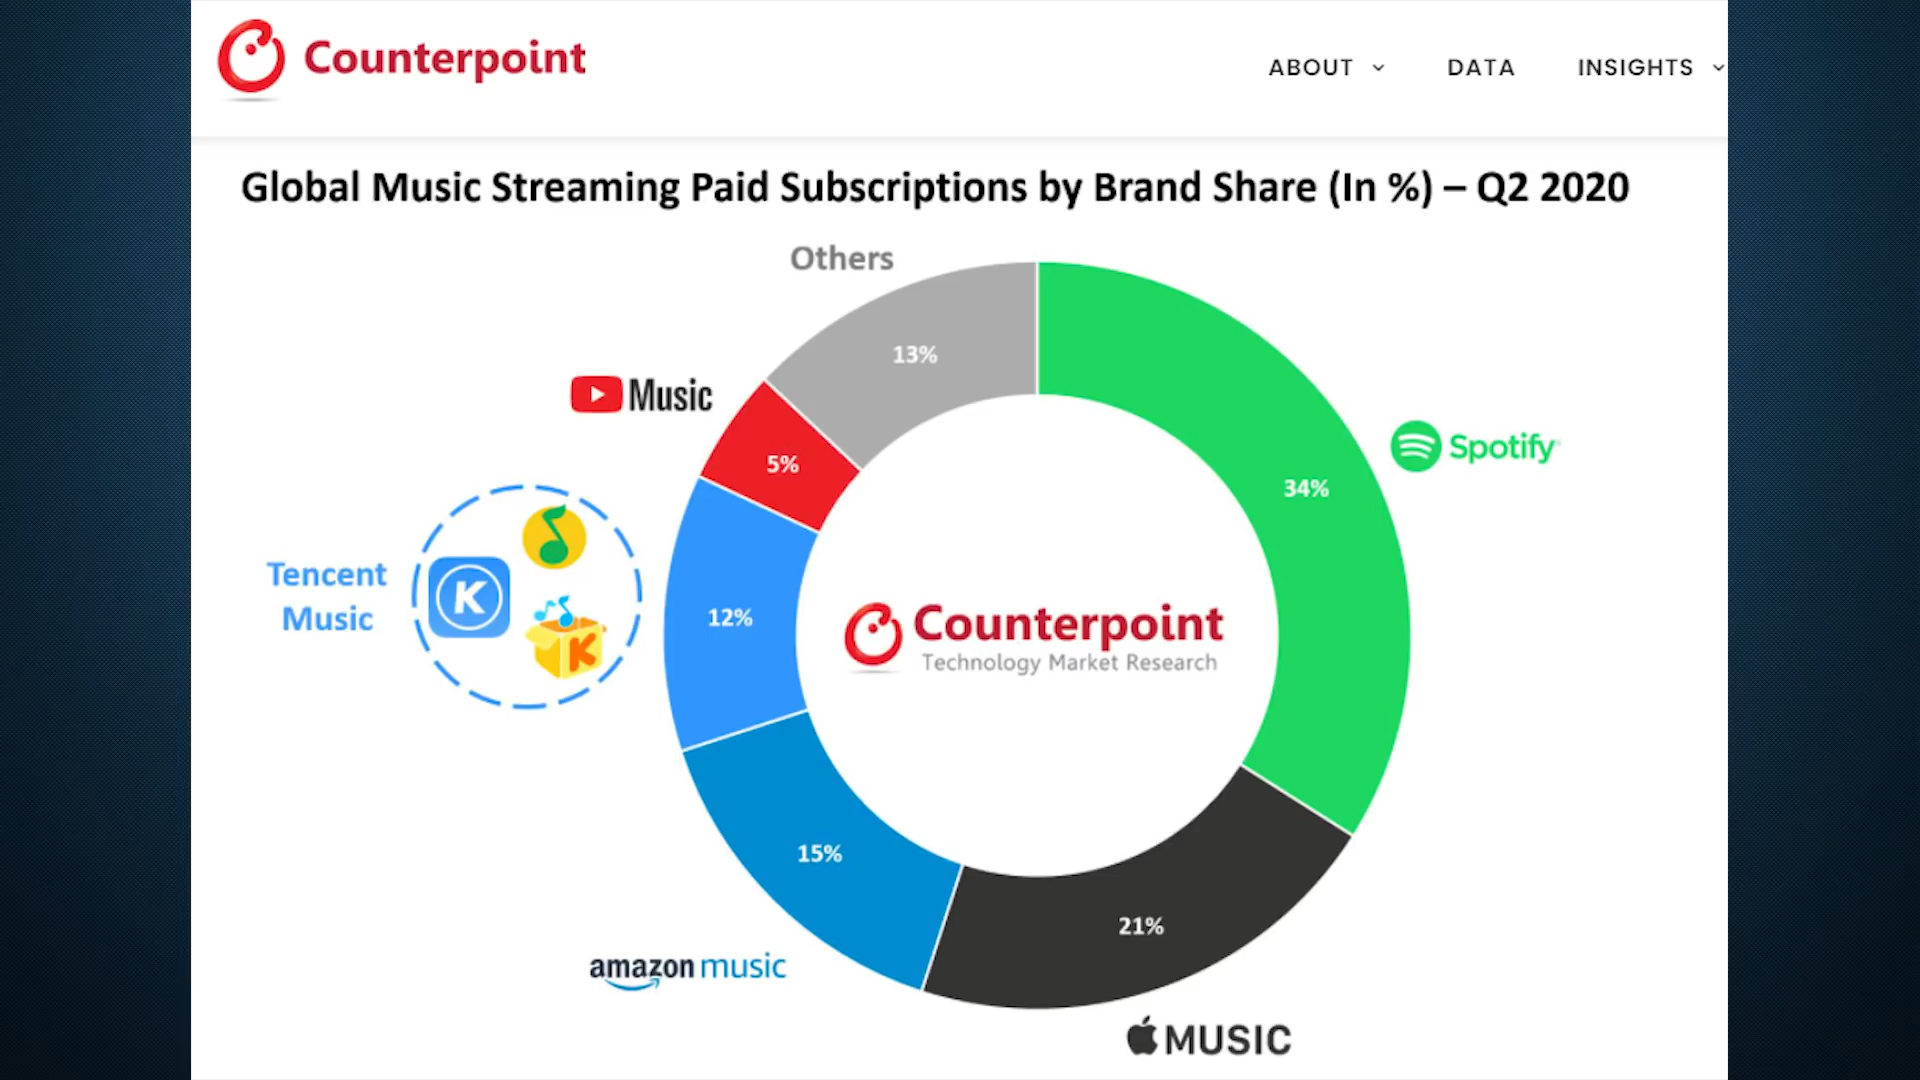 Counterpoint
ABOUT
DATA
INSIGHTS
Global Music Streaming Paid Subscriptions by Brand Share (In %) – Q2 2020
Others
13%
Music
5%
Spotify
34%
Tencent
Music
K
K
12%
Counterpoint
Technology Market Research
15%
21%
amazon music
MUSIC